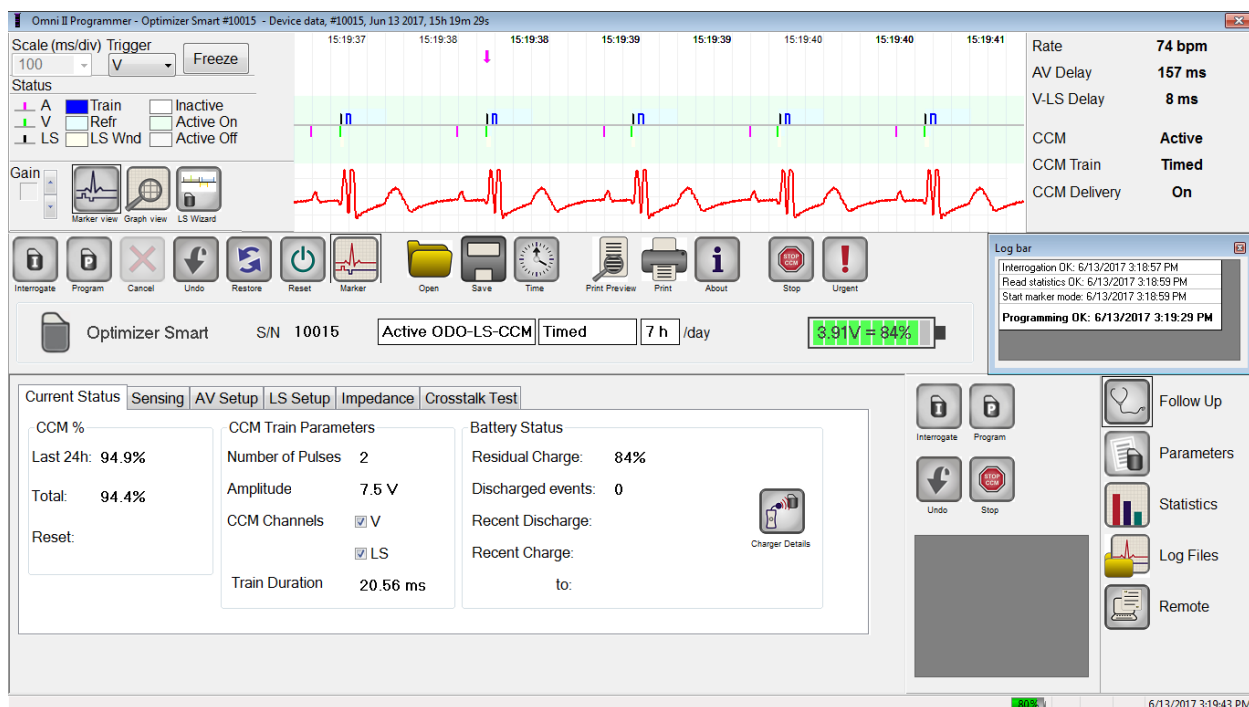 Omni II Programmer - Optimizer Smart #10015 - Device data, #10015, Jun 13 2017, 15h 19m 29s
Scale (ms/div) Trigger
100 V Freeze
Status
A Train Inactive
V Refr Active On
LS LS Wnd Active Off
Gain
Marker view Graph view LS Wizard
15:19:37 15:19:38 15:19:38 15:19:39 15:19:39 15:19:40 15:19:40 15:19:41
Rate 74 bpm
AV Delay 157 ms
V-LS Delay 8 ms
CCM Active
CCM Train Timed
CCM Delivery On
STOP CCM
Interrogate Program Cancel Undo Restore Reset Marker Open Save Time Print Preview Print About Stop Urgent
Log bar
Interrogation OK: 6/13/2017 3:18:57 PM
Read statistics OK: 6/13/2017 3:18:59 PM
Start marker mode: 6/13/2017 3:18:59 PM
Programming OK: 6/13/2017 3:19:29 PM
Optimizer Smart S/N 10015 Active ODO-LS-CCM Timed 7 h /day 3.91V = 84%
Current Status Sensing AV Setup LS Setup Impedance Crosstalk Test
CCM %
Last 24h: 94.9%
Total: 94.4%
Reset:
CCM Train Parameters
Number of Pulses 2
Amplitude 7.5 V
CCM Channels V
LS
Train Duration 20.56 ms
Battery Status
Residual Charge: 84%
Discharged events: 0
Recent Discharge:
Recent Charge:
to:
Charger Details
Interrogate Program
STOP CCM
Undo Stop
Follow Up
Parameters
Statistics
Log Files
Remote
80% 6/13/2017 3:19:43 PM